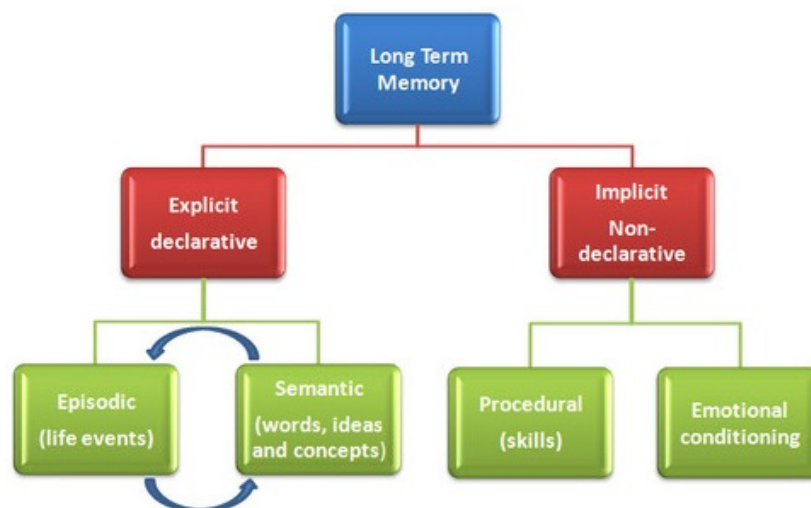 Long Term
Memory
Explicit
declarative
Implicit
Non-
declarative
Episodic
(life events)
Semantic
(words, ideas
and concepts)
Procedural
(skills)
Emotional
conditioning